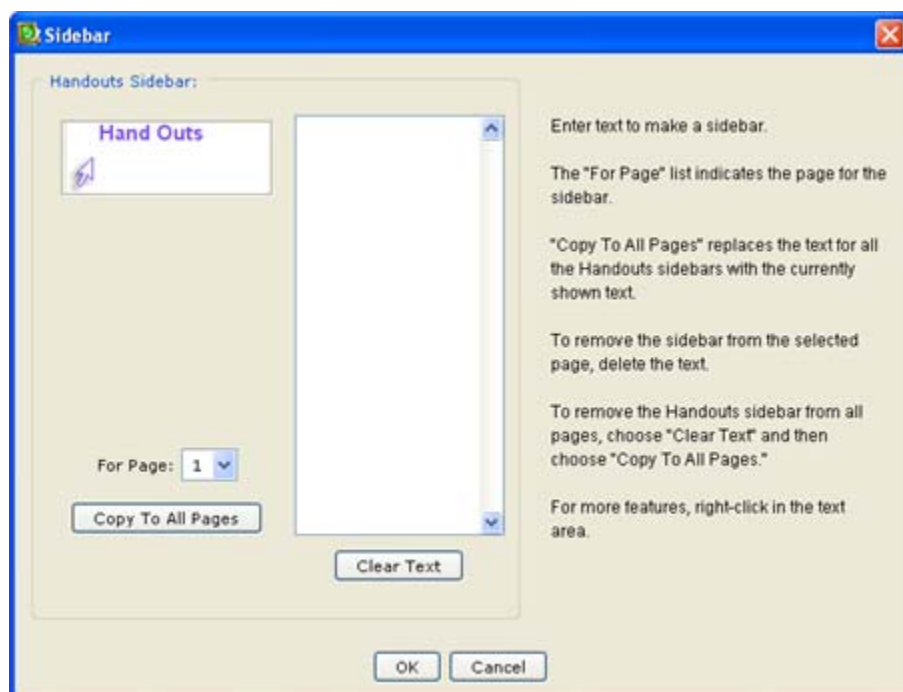 Sidebar
Handouts Sidebar:
Hand Outs
For Page: 1
Copy To All Pages
Clear Text
Enter text to make a sidebar.
The "For Page" list indicates the page for the
sidebar.
"Copy To All Pages" replaces the text for all
the Handouts sidebars with the currently
shown text.
To remove the sidebar from the selected
page, delete the text.
To remove the Handouts sidebar from all
pages, choose "Clear Text" and then
choose "Copy To All Pages."
For more features, right-click in the text
area.
OK
Cancel